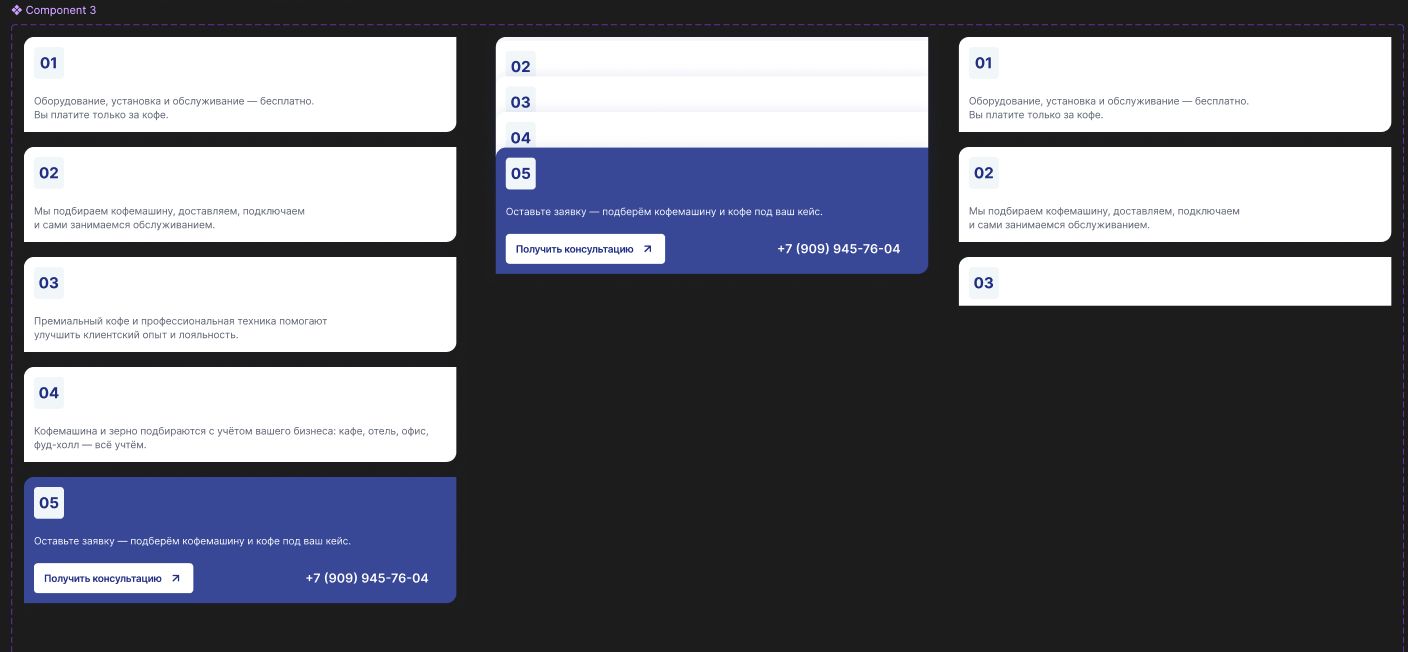 Component 3
01
Оборудование, установка и обслуживание — бесплатно.
Вы платите только за кофе.
02
Мы подбираем кофемашину, доставляем, подключаем
и сами занимаемся обслуживанием.
03
Премиальный кофе и профессиональная техника помогают
улучшить клиентский опыт и лояльность.
04
Кофемашина и зерно подбираются с учётом вашего бизнеса: кафе, отель, офис,
фуд-холл — всё учтём.
05
Оставьте заявку — подберём кофемашину и кофе под ваш кейс.
Получить консультацию
+7 (909) 945-76-04
02
03
04
05
Оставьте заявку — подберём кофемашину и кофе под ваш кейс.
Получить консультацию
+7 (909) 945-76-04
01
Оборудование, установка и обслуживание — бесплатно.
Вы платите только за кофе.
02
Мы подбираем кофемашину, доставляем, подключаем
и сами занимаемся обслуживанием.
03